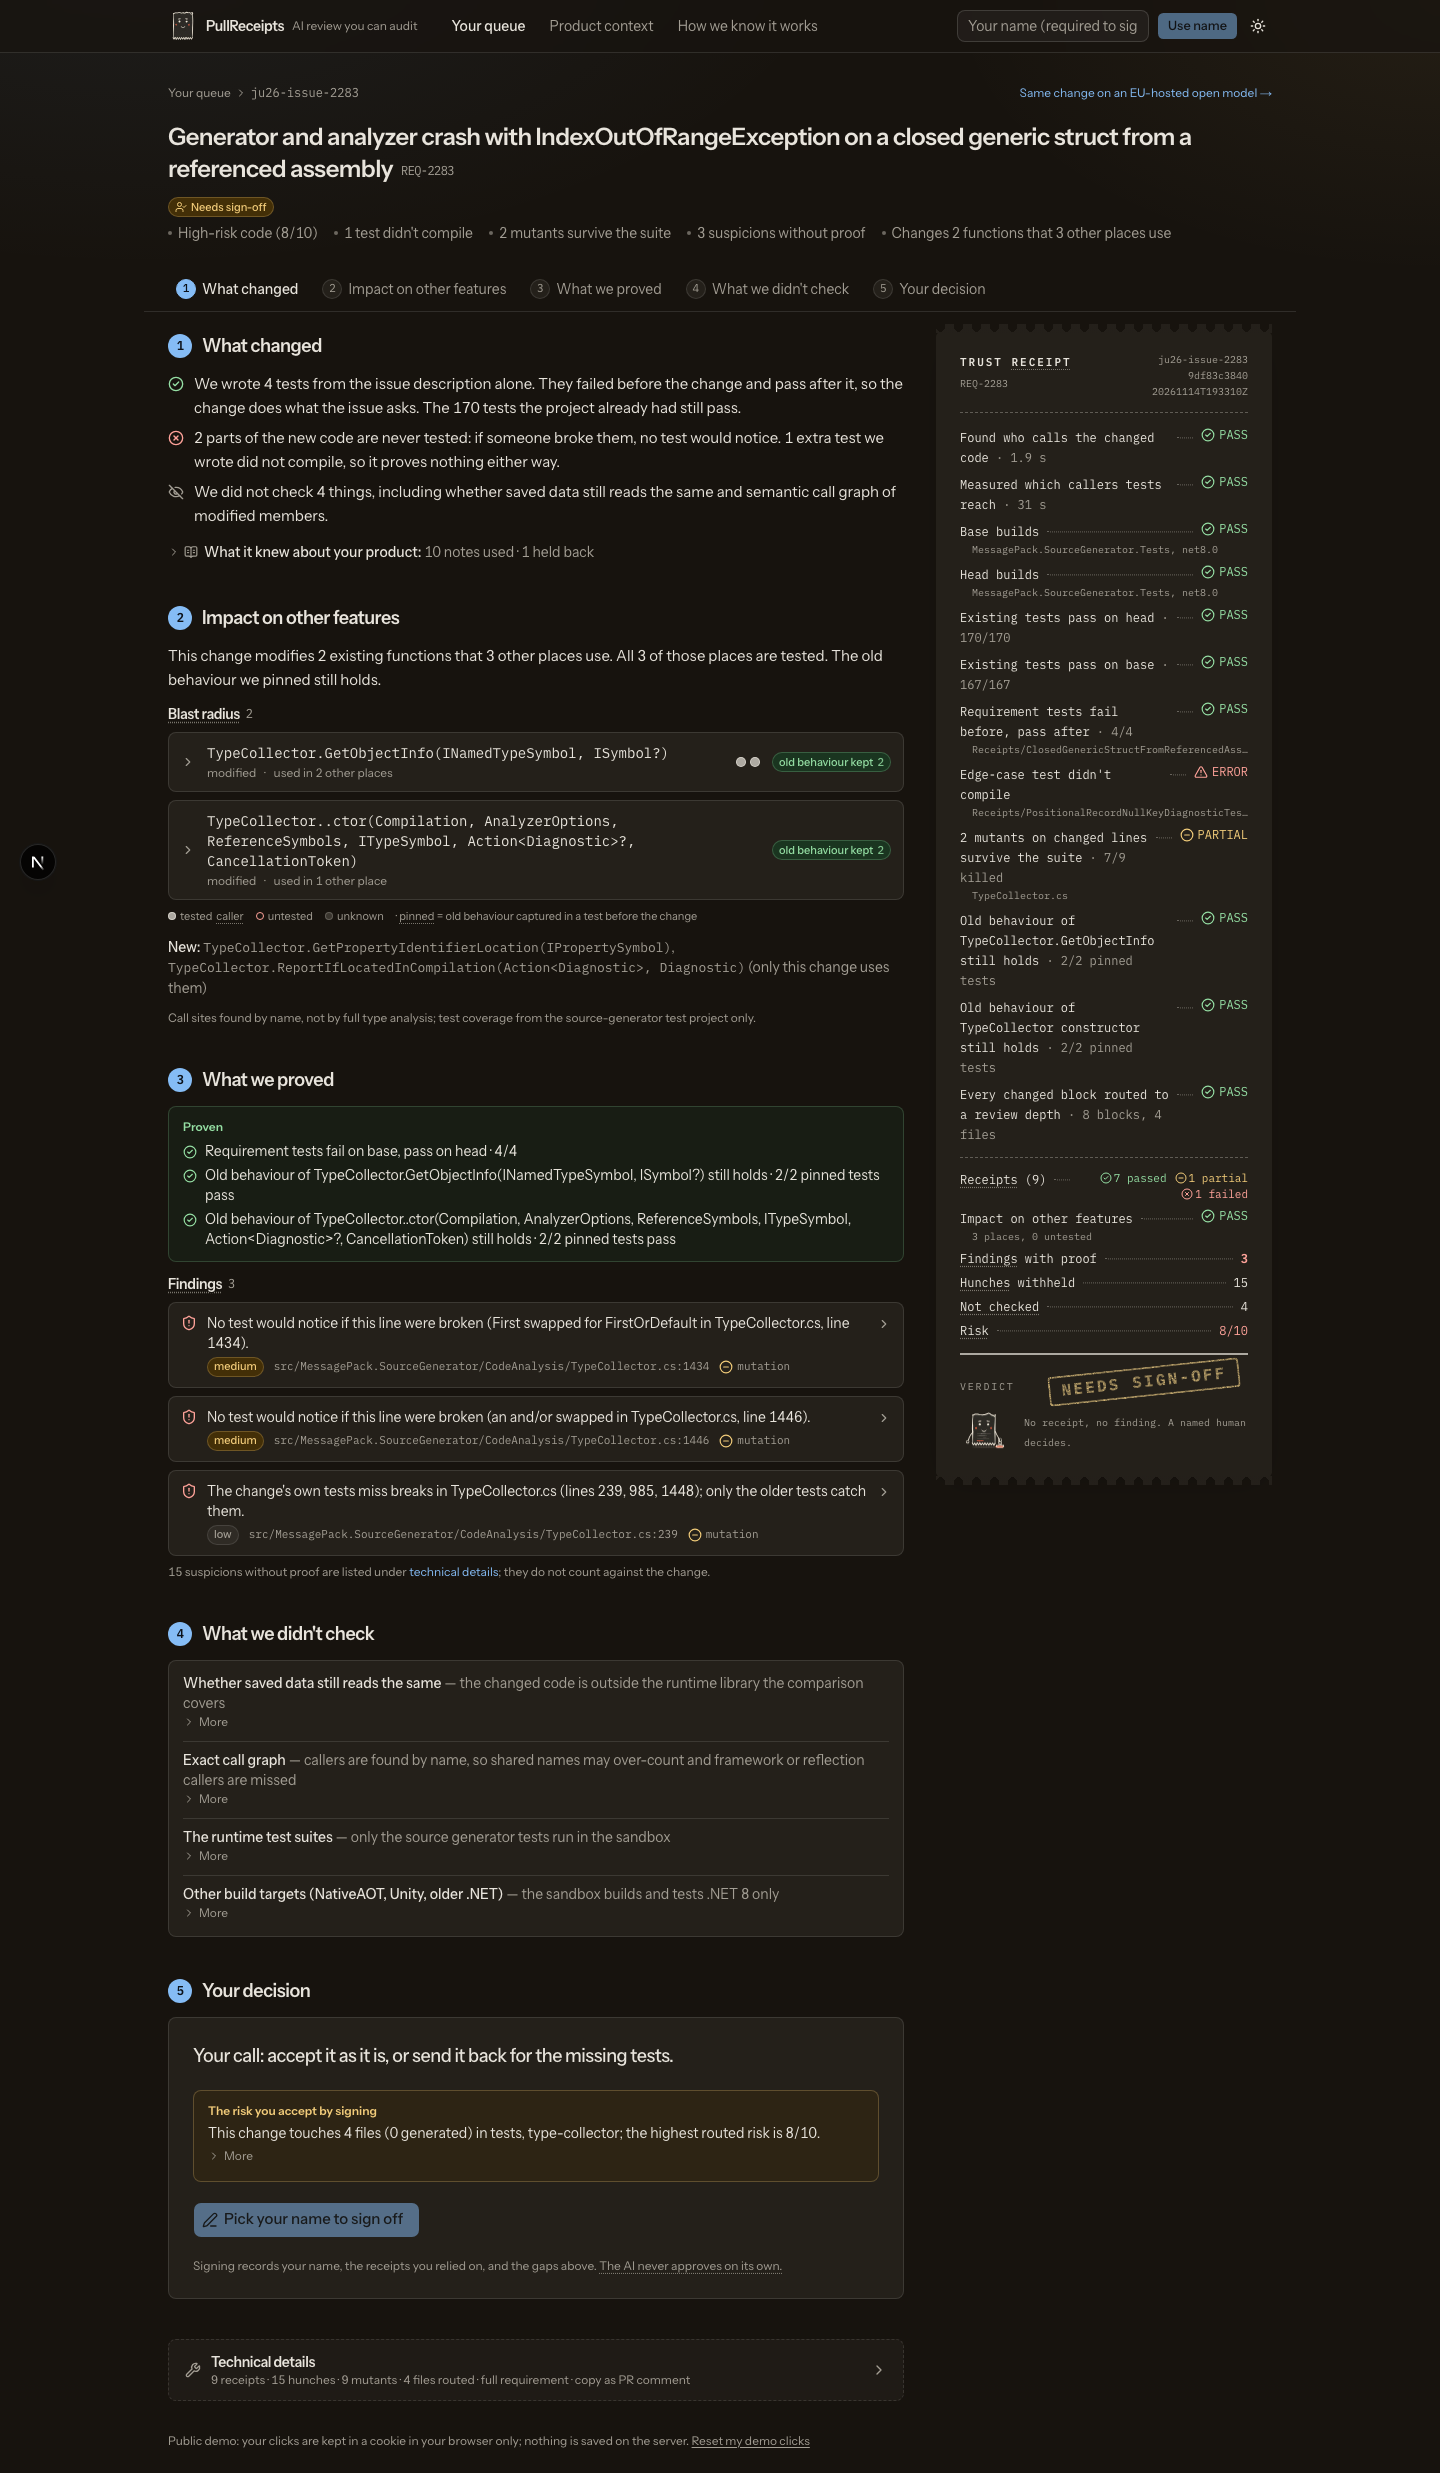 PullReceipts AI review you can audit Your queue Product context How we know it works Your name (required to sig Use name
Your queue > ju26-issue-2283
Same change on an EU-hosted open model →
Generator and analyzer crash with IndexOutOfRangeException on a closed generic struct from a
referenced assembly REQ-2283
Needs sign-off
• High-risk code (8/10) • 1 test didn't compile • 2 mutants survive the suite • 3 suspicions without proof • Changes 2 functions that 3 other places use
1 What changed 2 Impact on other features 3 What we proved 4 What we didn't check 5 Your decision
1 What changed
We wrote 4 tests from the issue description alone. They failed before the change and pass after it, so the
change does what the issue asks. The 170 tests the project already had still pass.
2 parts of the new code are never tested: if someone broke them, no test would notice. 1 extra test we
wrote did not compile, so it proves nothing either way.
We did not check 4 things, including whether saved data still reads the same and semantic call graph of
modified members.
What it knew about your product: 10 notes used · 1 held back
2 Impact on other features
This change modifies 2 existing functions that 3 other places use. All 3 of those places are tested. The old
behaviour we pinned still holds.
Blast radius 2
TypeCollector.GetObjectInfo(INamedTypeSymbol, ISymbol?)
modified · used in 2 other places
old behaviour kept 2
TypeCollector..ctor(Compilation, AnalyzerOptions,
ReferenceSymbols, ITypeSymbol, Action<Diagnostic>?,
CancellationToken)
modified · used in 1 other place
old behaviour kept 2
tested caller untested unknown · pinned = old behaviour captured in a test before the change
New: TypeCollector.GetPropertyIdentifierLocation(IPropertySymbol),
TypeCollector.ReportIfLocatedInCompilation(Action<Diagnostic>, Diagnostic) (only this change uses
them)
Call sites found by name, not by full type analysis; test coverage from the source-generator test project only.
3 What we proved
Proven
Requirement tests fail on base, pass on head · 4/4
Old behaviour of TypeCollector.GetObjectInfo(INamedTypeSymbol, ISymbol?) still holds · 2/2 pinned tests
pass
Old behaviour of TypeCollector..ctor(Compilation, AnalyzerOptions, ReferenceSymbols, ITypeSymbol,
Action<Diagnostic>?, CancellationToken) still holds · 2/2 pinned tests pass
Findings 3
No test would notice if this line were broken (First swapped for FirstOrDefault in TypeCollector.cs, line
1434).
medium src/MessagePack.SourceGenerator/CodeAnalysis/TypeCollector.cs:1434 mutation
No test would notice if this line were broken (an and/or swapped in TypeCollector.cs, line 1446).
medium src/MessagePack.SourceGenerator/CodeAnalysis/TypeCollector.cs:1446 mutation
The change's own tests miss breaks in TypeCollector.cs (lines 239, 985, 1448); only the older tests catch
them.
low src/MessagePack.SourceGenerator/CodeAnalysis/TypeCollector.cs:239 mutation
15 suspicions without proof are listed under technical details; they do not count against the change.
4 What we didn't check
Whether saved data still reads the same — the changed code is outside the runtime library the comparison
covers
> More
Exact call graph — callers are found by name, so shared names may over-count and framework or reflection
callers are missed
> More
The runtime test suites — only the source generator tests run in the sandbox
> More
Other build targets (NativeAOT, Unity, older .NET) — the sandbox builds and tests .NET 8 only
> More
5 Your decision
Your call: accept it as it is, or send it back for the missing tests.
The risk you accept by signing
This change touches 4 files (0 generated) in tests, type-collector; the highest routed risk is 8/10.
> More
Pick your name to sign off
Signing records your name, the receipts you relied on, and the gaps above. The AI never approves on its own.
Technical details
9 receipts · 15 hunches · 9 mutants · 4 files routed · full requirement · copy as PR comment
Public demo: your clicks are kept in a cookie in your browser only; nothing is saved on the server. Reset my demo clicks
TRUST RECEIPT
REQ-2283
ju26-issue-2283
9df83c3840
20261114T193310Z
Found who calls the changed PASS
code · 1.9 s
Measured which callers tests PASS
reach · 31 s
Base builds PASS
MessagePack.SourceGenerator.Tests, net8.0
Head builds PASS
MessagePack.SourceGenerator.Tests, net8.0
Existing tests pass on head · PASS
170/170
Existing tests pass on base · PASS
167/167
Requirement tests fail PASS
before, pass after · 4/4
Receipts/ClosedGenericStructFromReferencedAss…
Edge-case test didn't ERROR
compile
Receipts/PositionalRecordNullKeyDiagnosticTes…
2 mutants on changed lines PARTIAL
survive the suite · 7/9
killed
TypeCollector.cs
Old behaviour of PASS
TypeCollector.GetObjectInfo
still holds · 2/2 pinned
tests
Old behaviour of PASS
TypeCollector constructor
still holds · 2/2 pinned
tests
Every changed block routed to PASS
a review depth · 8 blocks, 4
files
Receipts (9) 7 passed 1 partial
1 failed
Impact on other features PASS
3 places, 0 untested
Findings with proof 3
Hunches withheld 15
Not checked 4
Risk 8/10
VERDICT NEEDS SIGN-OFF
No receipt, no finding. A named human
decides.
N